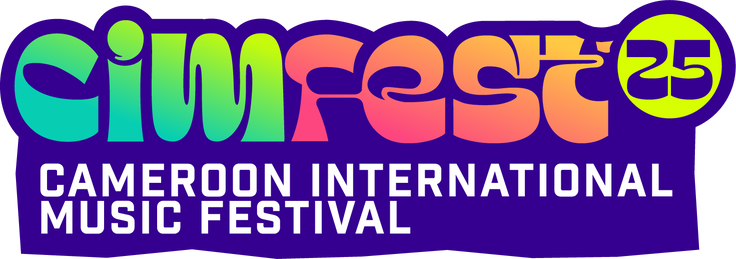 cimfest 25
CAMEROON INTERNATIONAL
MUSIC FESTIVAL